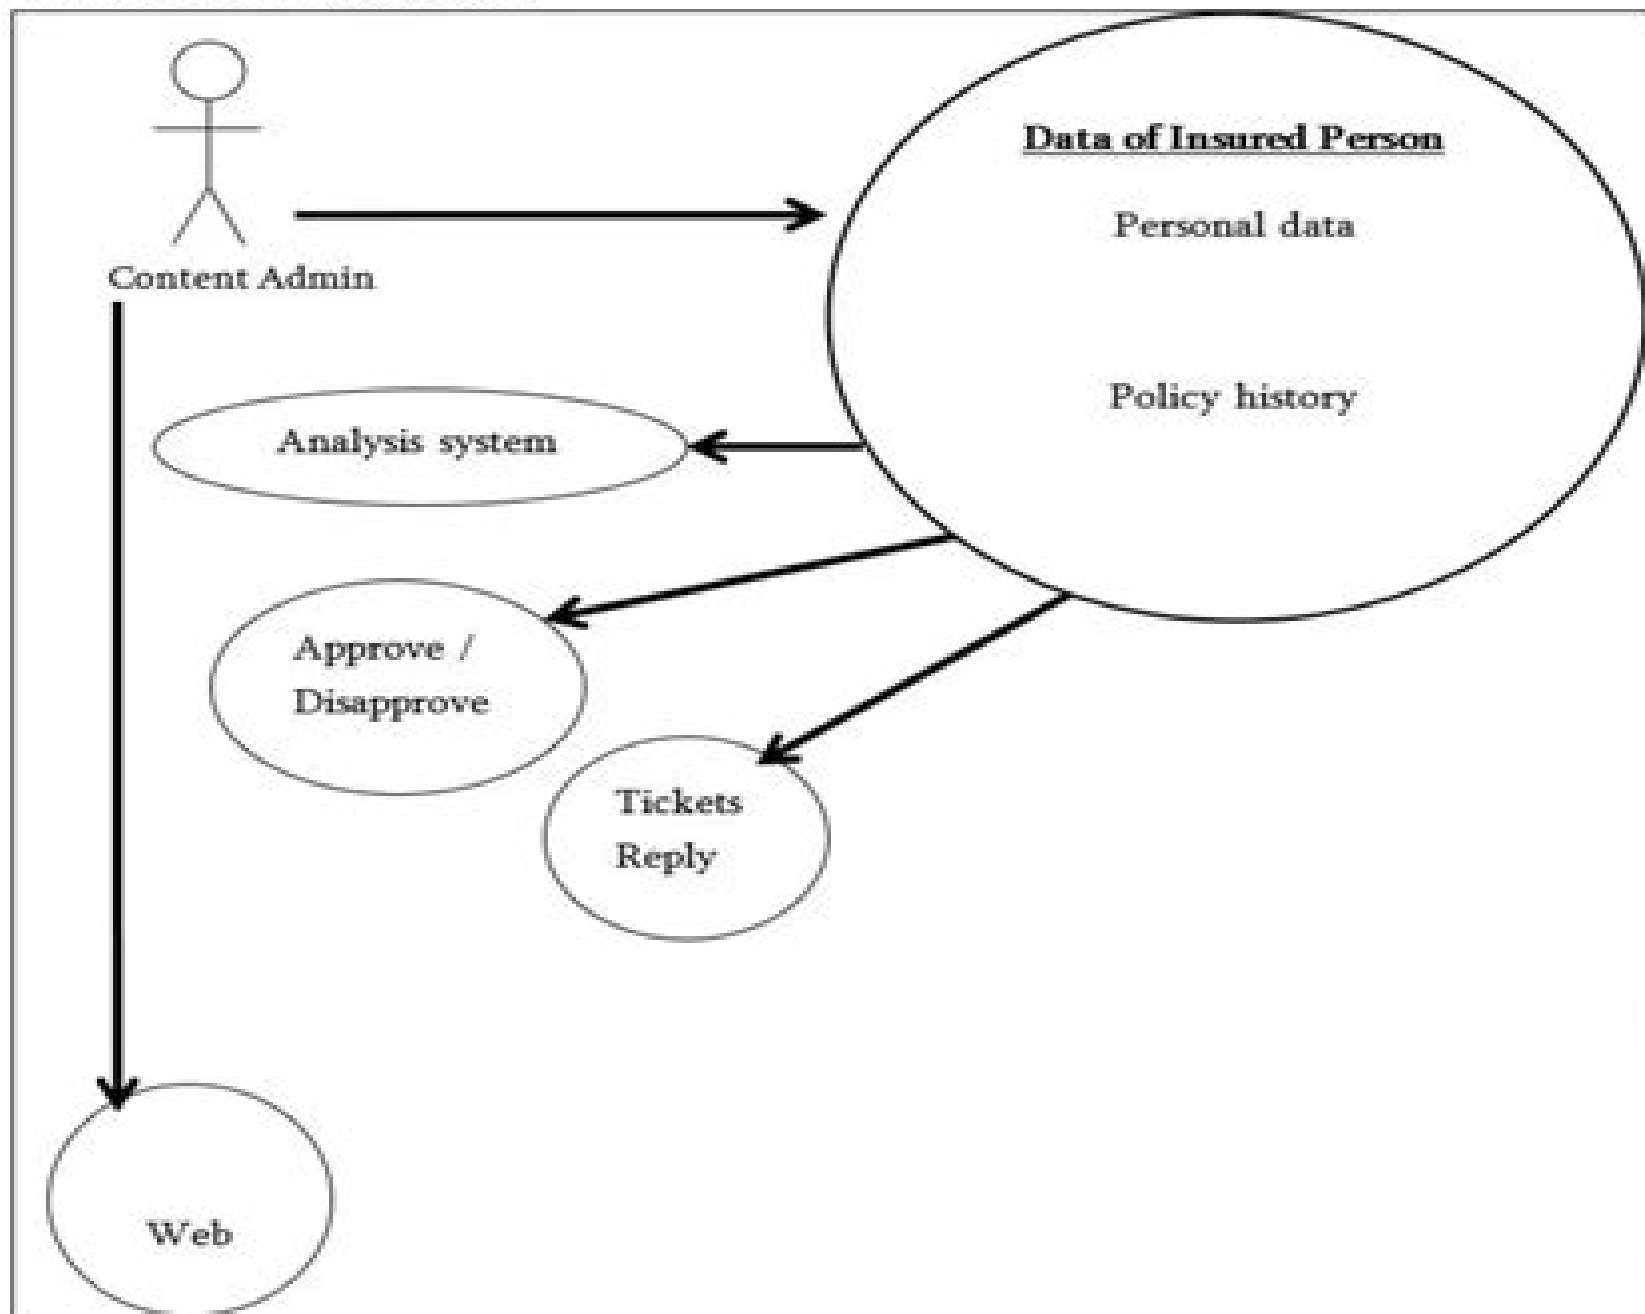 Data of Insured Person
Personal data
Content Admin
Policy history
Analysis system
Approve /
Disapprove
Tickets
Reply
Web